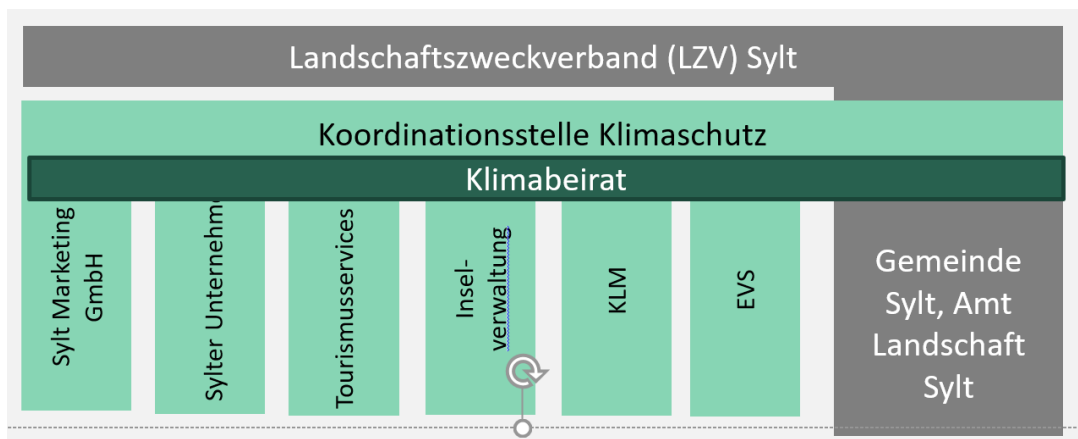 Landschaftszweckverband (LZV) Sylt
Koordinationsstelle Klimaschutz
Klimabeirat
Sylt Marketing
GmbH
Sylter Unternehme
Tourismusservices
Insel-
verwaltung
KLM
EVS
Gemeinde
Sylt, Amt
Landschaft
Sylt